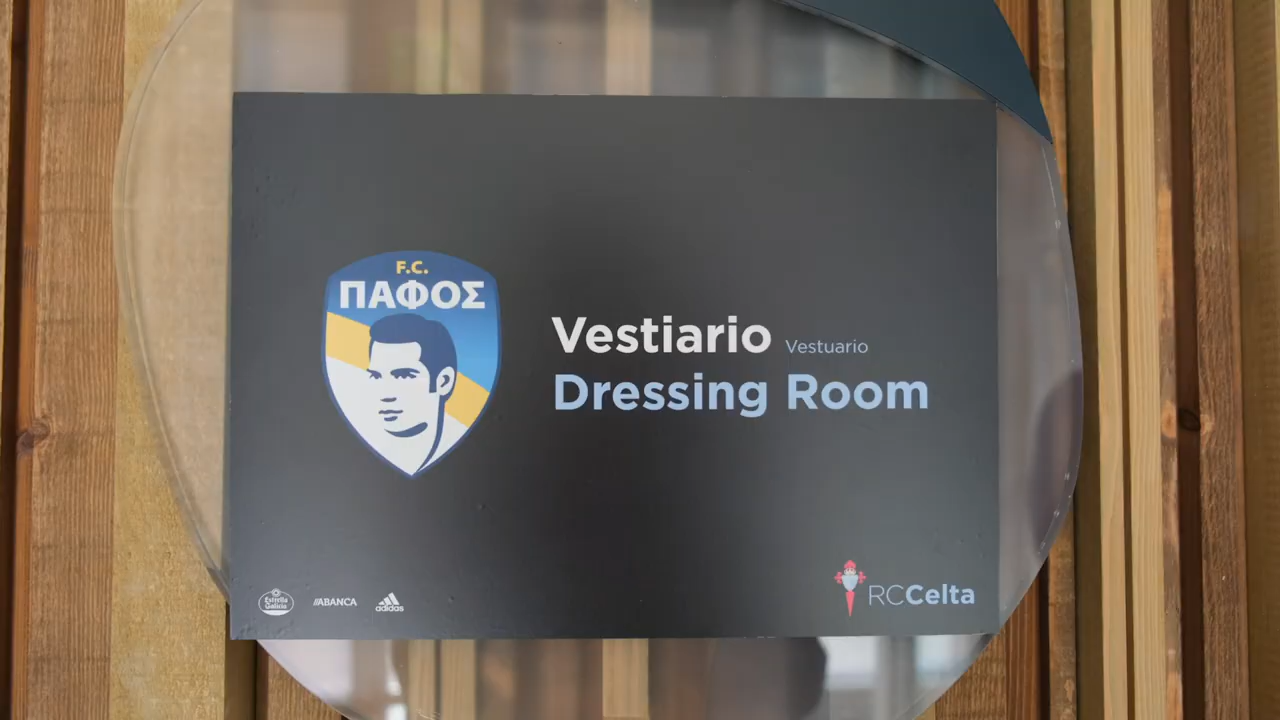 F.C.
ΠΑΦΟΣ
Vestiario Vestuario
Dressing Room
Estrella
Galicia
//ABANCA
adidas
RCCelta